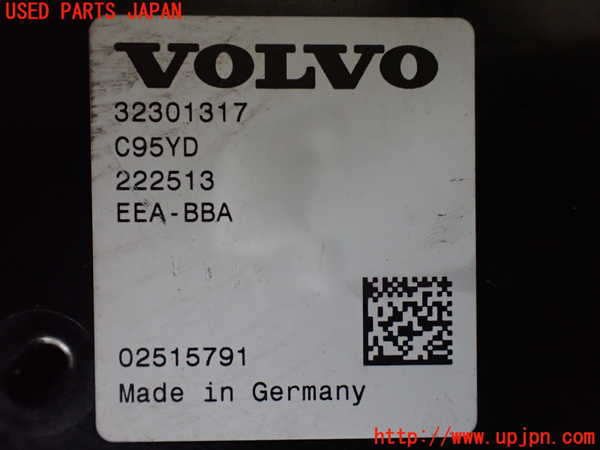 USED PARTS JAPAN
VOLVO
32301317
C95YD
222513
EEA-BBA
02515791
Made in Germany
http://www.upjpn.com